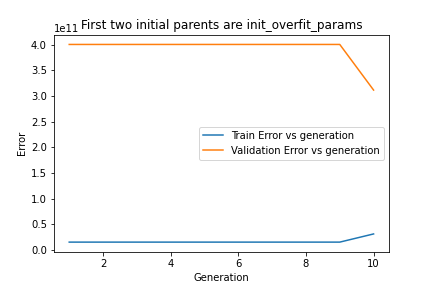 First two initial parents are init_overfit_params
1e11
4.0
3.5
3.0
2.5
2.0
1.5
1.0
0.5
0.0
Error
Train Error vs generation
Validation Error vs generation
2 4 6 8 10
Generation